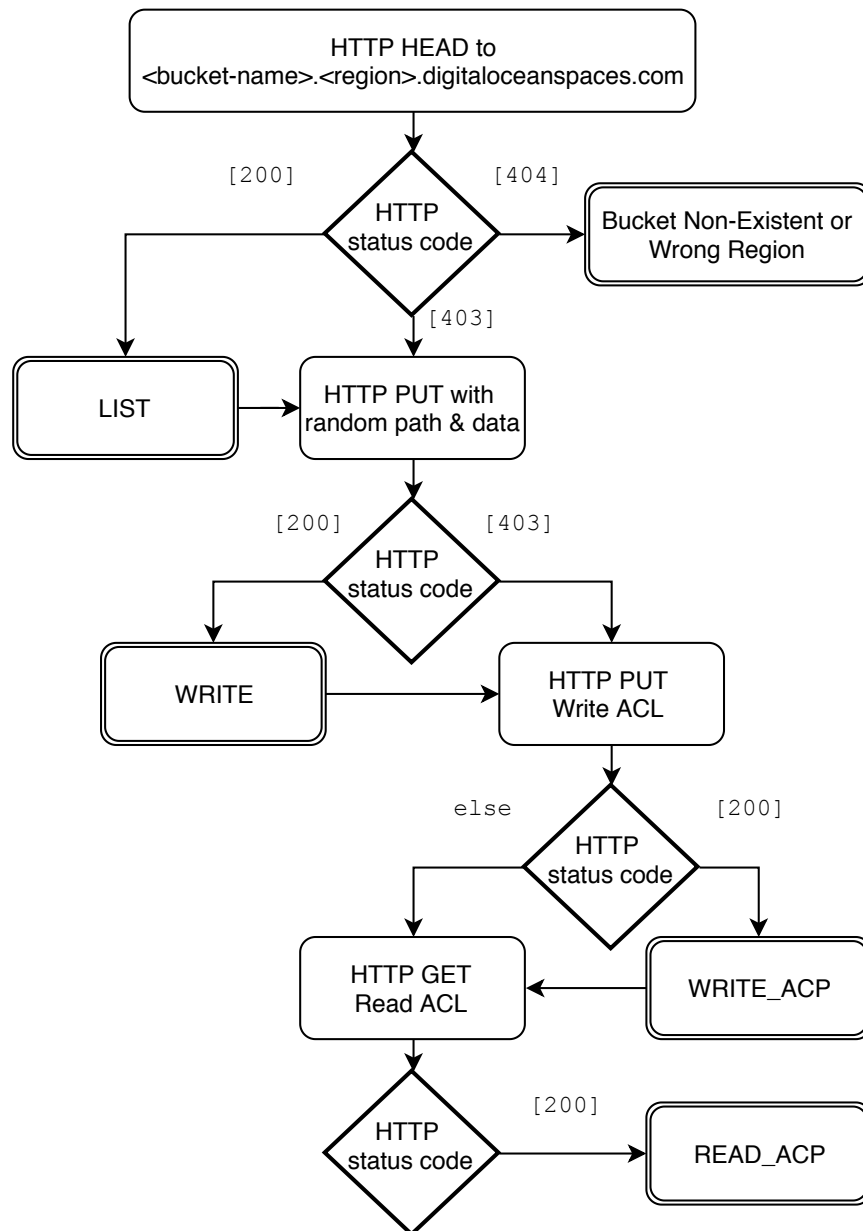 HTTP HEAD to
<bucket-name>.<region>.digitaloceanspaces.com
[200]
[404]
HTTP
status code
Bucket Non-Existent or
Wrong Region
[403]
LIST
HTTP PUT with
random path & data
[200]
[403]
HTTP
status code
WRITE
HTTP PUT
Write ACL
else
[200]
HTTP
status code
HTTP GET
Read ACL
WRITE_ACP
[200]
HTTP
status code
READ_ACP